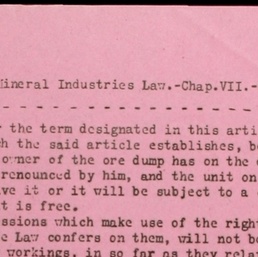 Mineral Industries Law.-Chap.VII.-
- - - - - - - - - - - - - - - - -
the term designated in this arti
the said article establishes, b
owner of the ore dump has on the
renounced by him, and the unit on
it or it will be subject to a
t is free.
ssions which make use of the righ
Law confers on them, will not b
workings, in so far as they rela